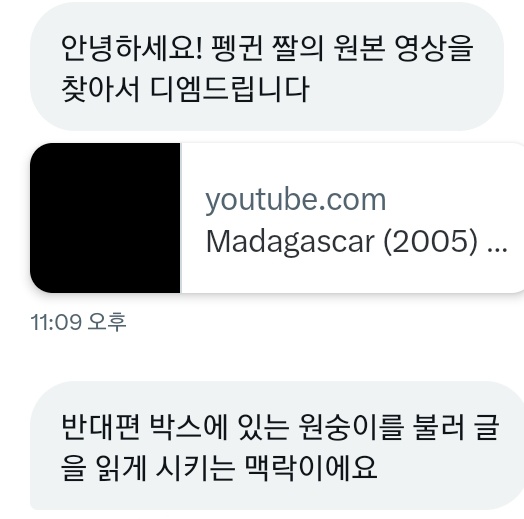 안녕하세요! 펭귄 짤의 원본 영상을
찾아서 디엠드립니다
youtube.com
Madagascar (2005) ...
11:09 오후
반대편 박스에 있는 원숭이를 불러 글
을 읽게 시키는 맥락이에요